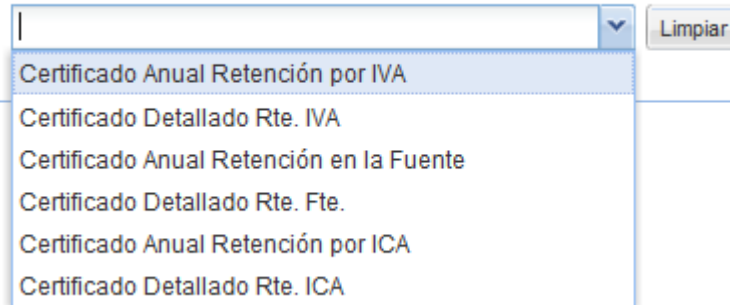 Limpiar
Certificado Anual Retención por IVA
Certificado Detallado Rte. IVA
Certificado Anual Retención en la Fuente
Certificado Detallado Rte. Fte.
Certificado Anual Retención por ICA
Certificado Detallado Rte. ICA